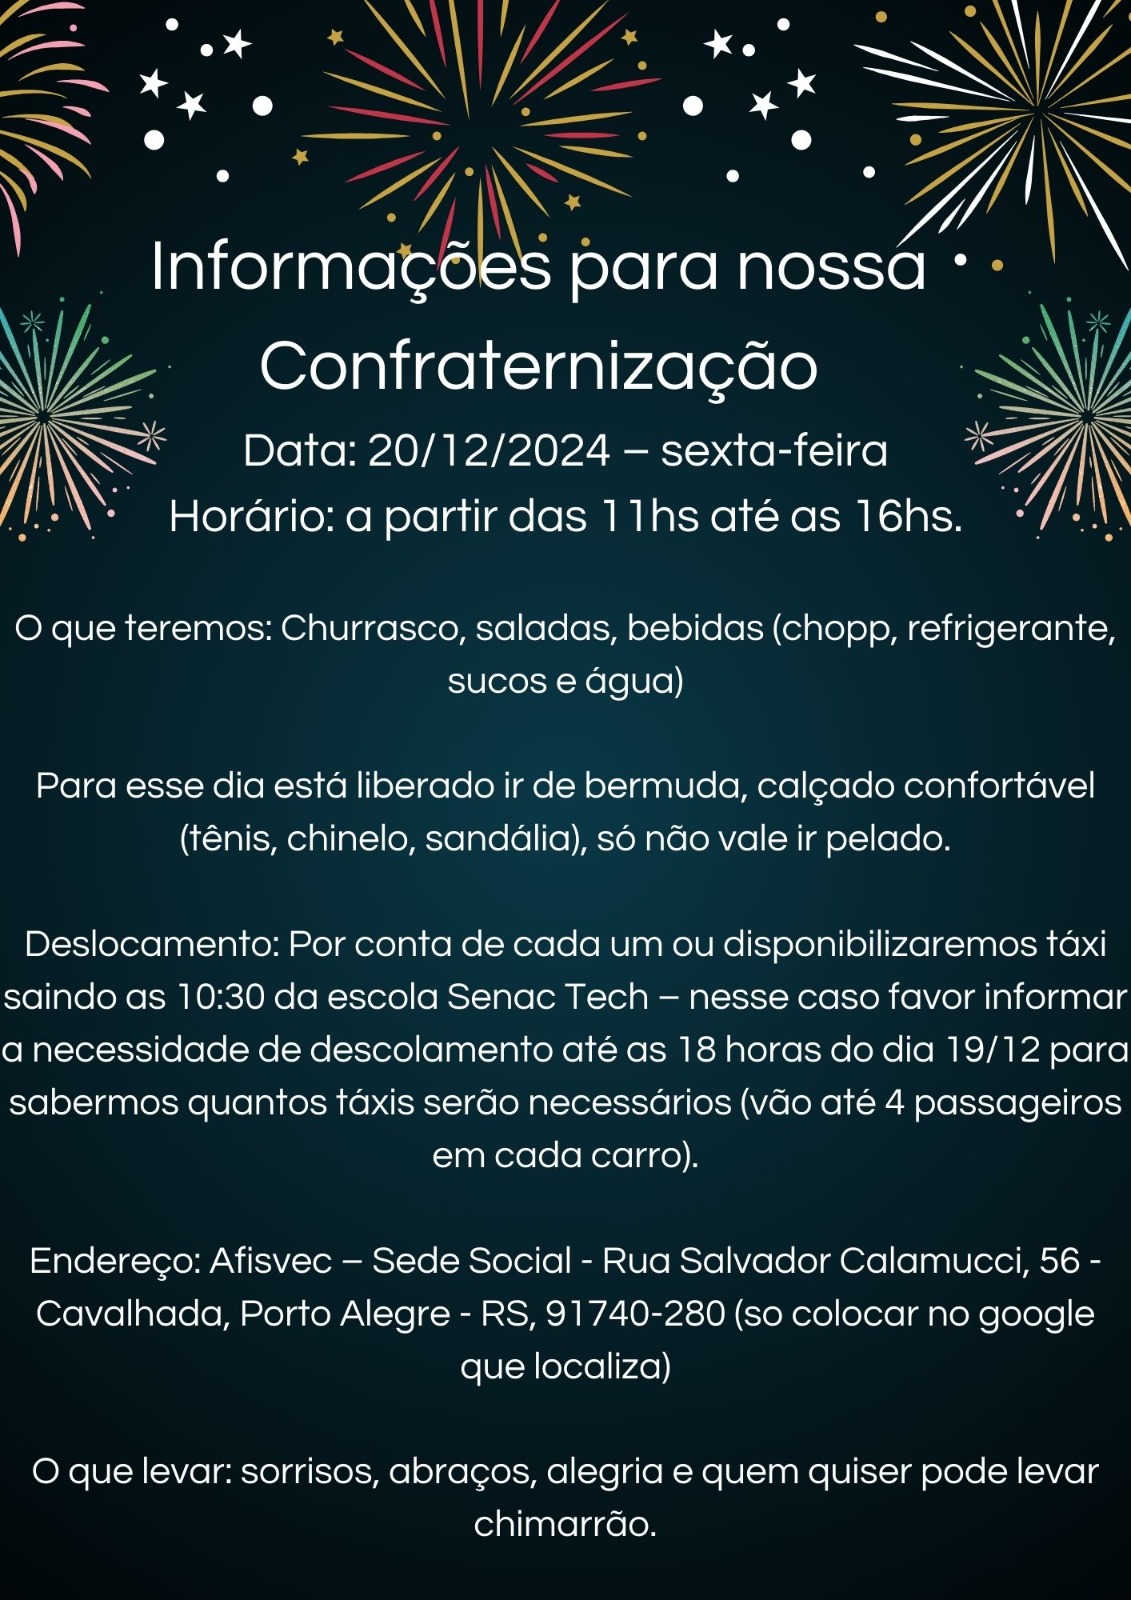 Informações para nossa
Confraternização
Data: 20/12/2024 – sexta-feira
Horário: a partir das 11hs até as 16hs.
O que teremos: Churrasco, saladas, bebidas (chopp, refrigerante,
sucos e água)
Para esse dia está liberado ir de bermuda, calçado confortável
(tênis, chinelo, sandália), só não vale ir pelado.
Deslocamento: Por conta de cada um ou disponibilizaremos táxi
saindo as 10:30 da escola Senac Tech – nesse caso favor informar
a necessidade de descolamento até as 18 horas do dia 19/12 para
sabermos quantos táxis serão necessários (vão até 4 passageiros
em cada carro).
Endereço: Afisvec – Sede Social - Rua Salvador Calamucci, 56 -
Cavalhada, Porto Alegre - RS, 91740-280 (so colocar no google
que localiza)
O que levar: sorrisos, abraços, alegria e quem quiser pode levar
chimarrão.